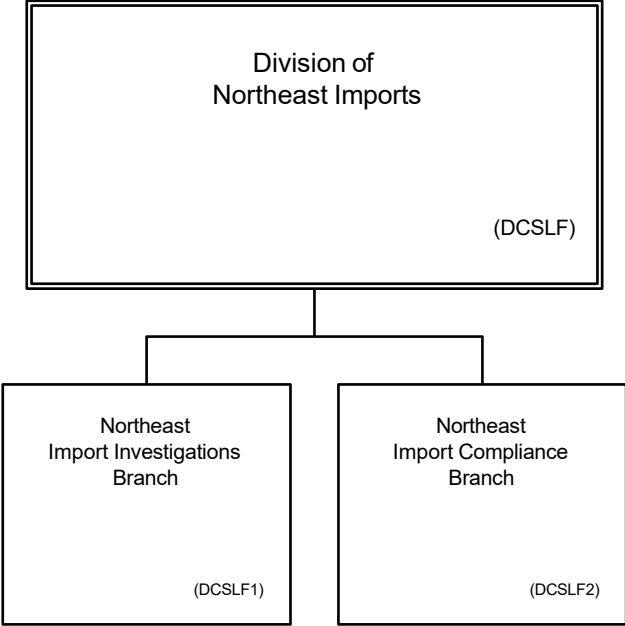 Division of
Northeast Imports
(DCSLF)
Northeast
Import Investigations
Branch
(DCSLF1)
Northeast
Import Compliance
Branch
(DCSLF2)